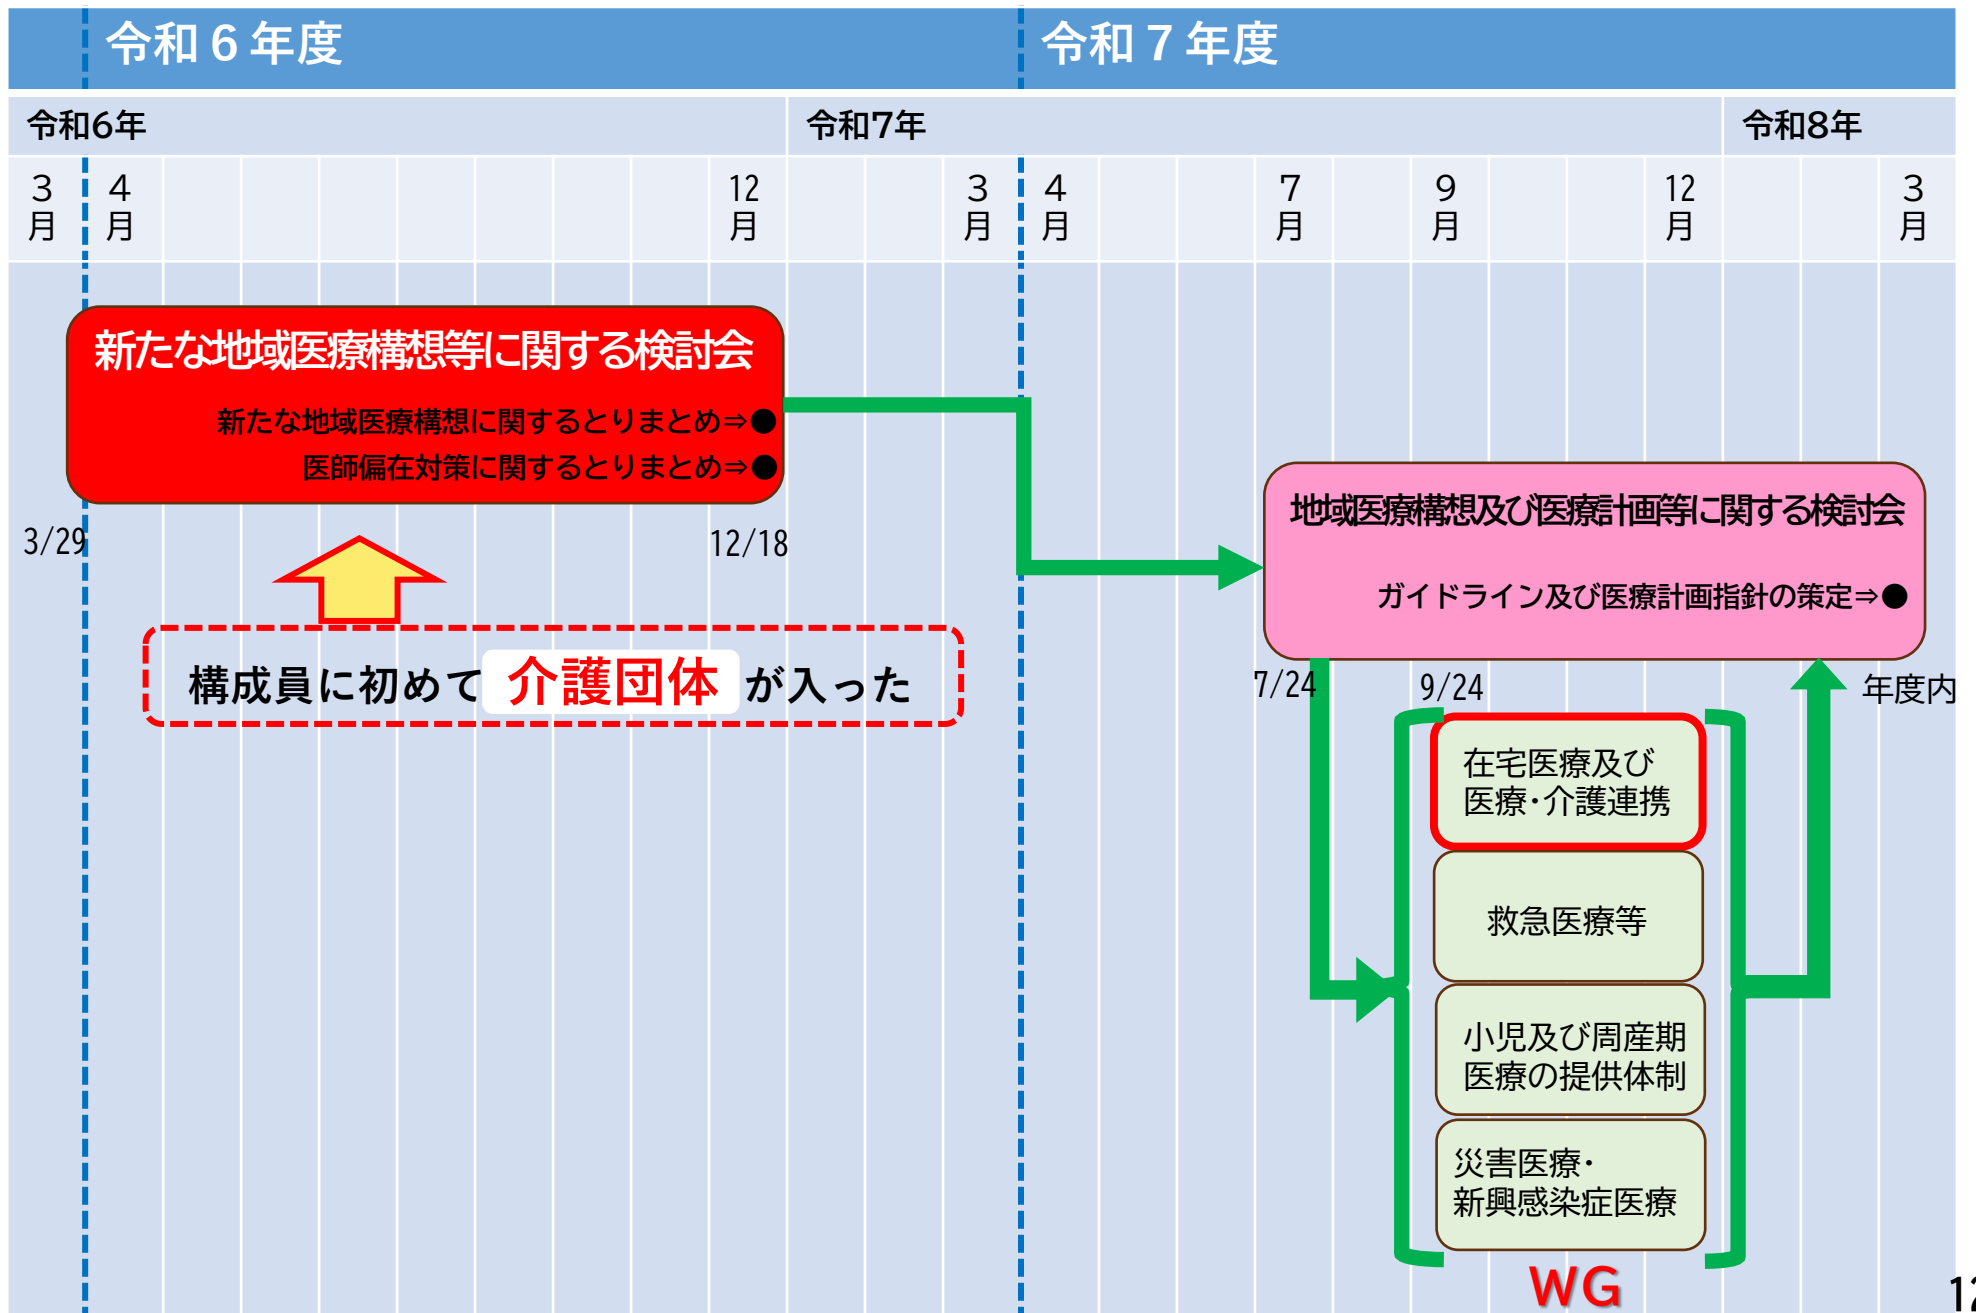 令和６年度
令和７年度
令和6年
令和7年
令和8年
3月
4月
12月
3月
4月
7月
9月
12月
3月
新たな地域医療構想等に関する検討会
新たな地域医療構想に関するとりまとめ⇒●
医師偏在対策に関するとりまとめ⇒●
3/29
12/18
構成員に初めて 介護団体 が入った
地域医療構想及び医療計画等に関する検討会
ガイドライン及び医療計画指針の策定⇒●
7/24
9/24
年度内
在宅医療及び
医療・介護連携
救急医療等
小児及び周産期
医療の提供体制
災害医療・
新興感染症医療
WG
12